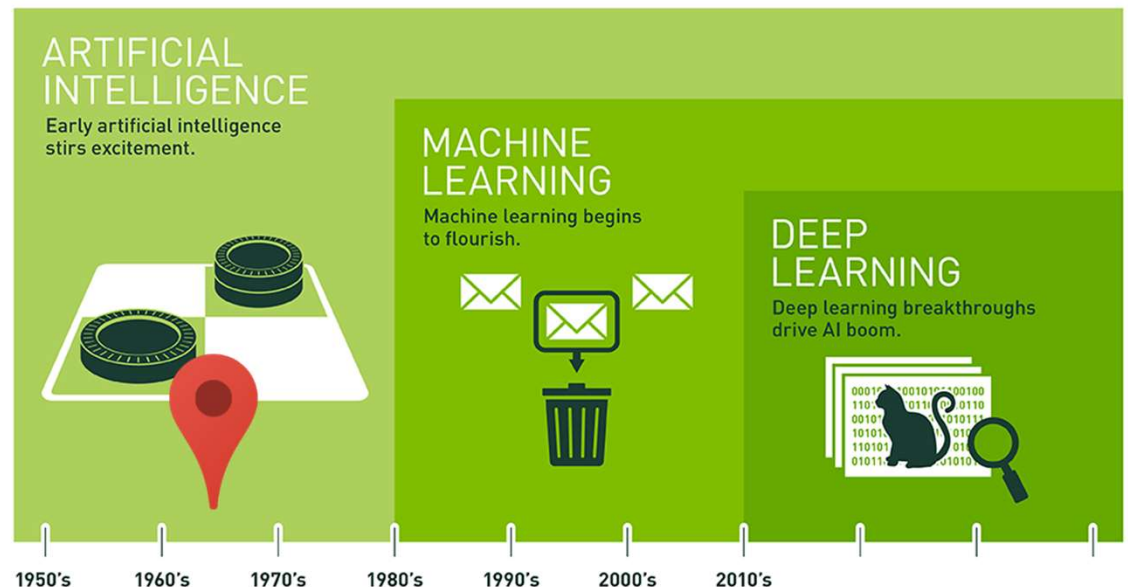 ARTIFICIAL
INTELLIGENCE
Early artificial intelligence
stirs excitement.
MACHINE
LEARNING
Machine learning begins
to flourish.
DEEP
LEARNING
Deep learning breakthroughs
drive AI boom.
1950's
1960's
1970's
1980's
1990's
2000's
2010's